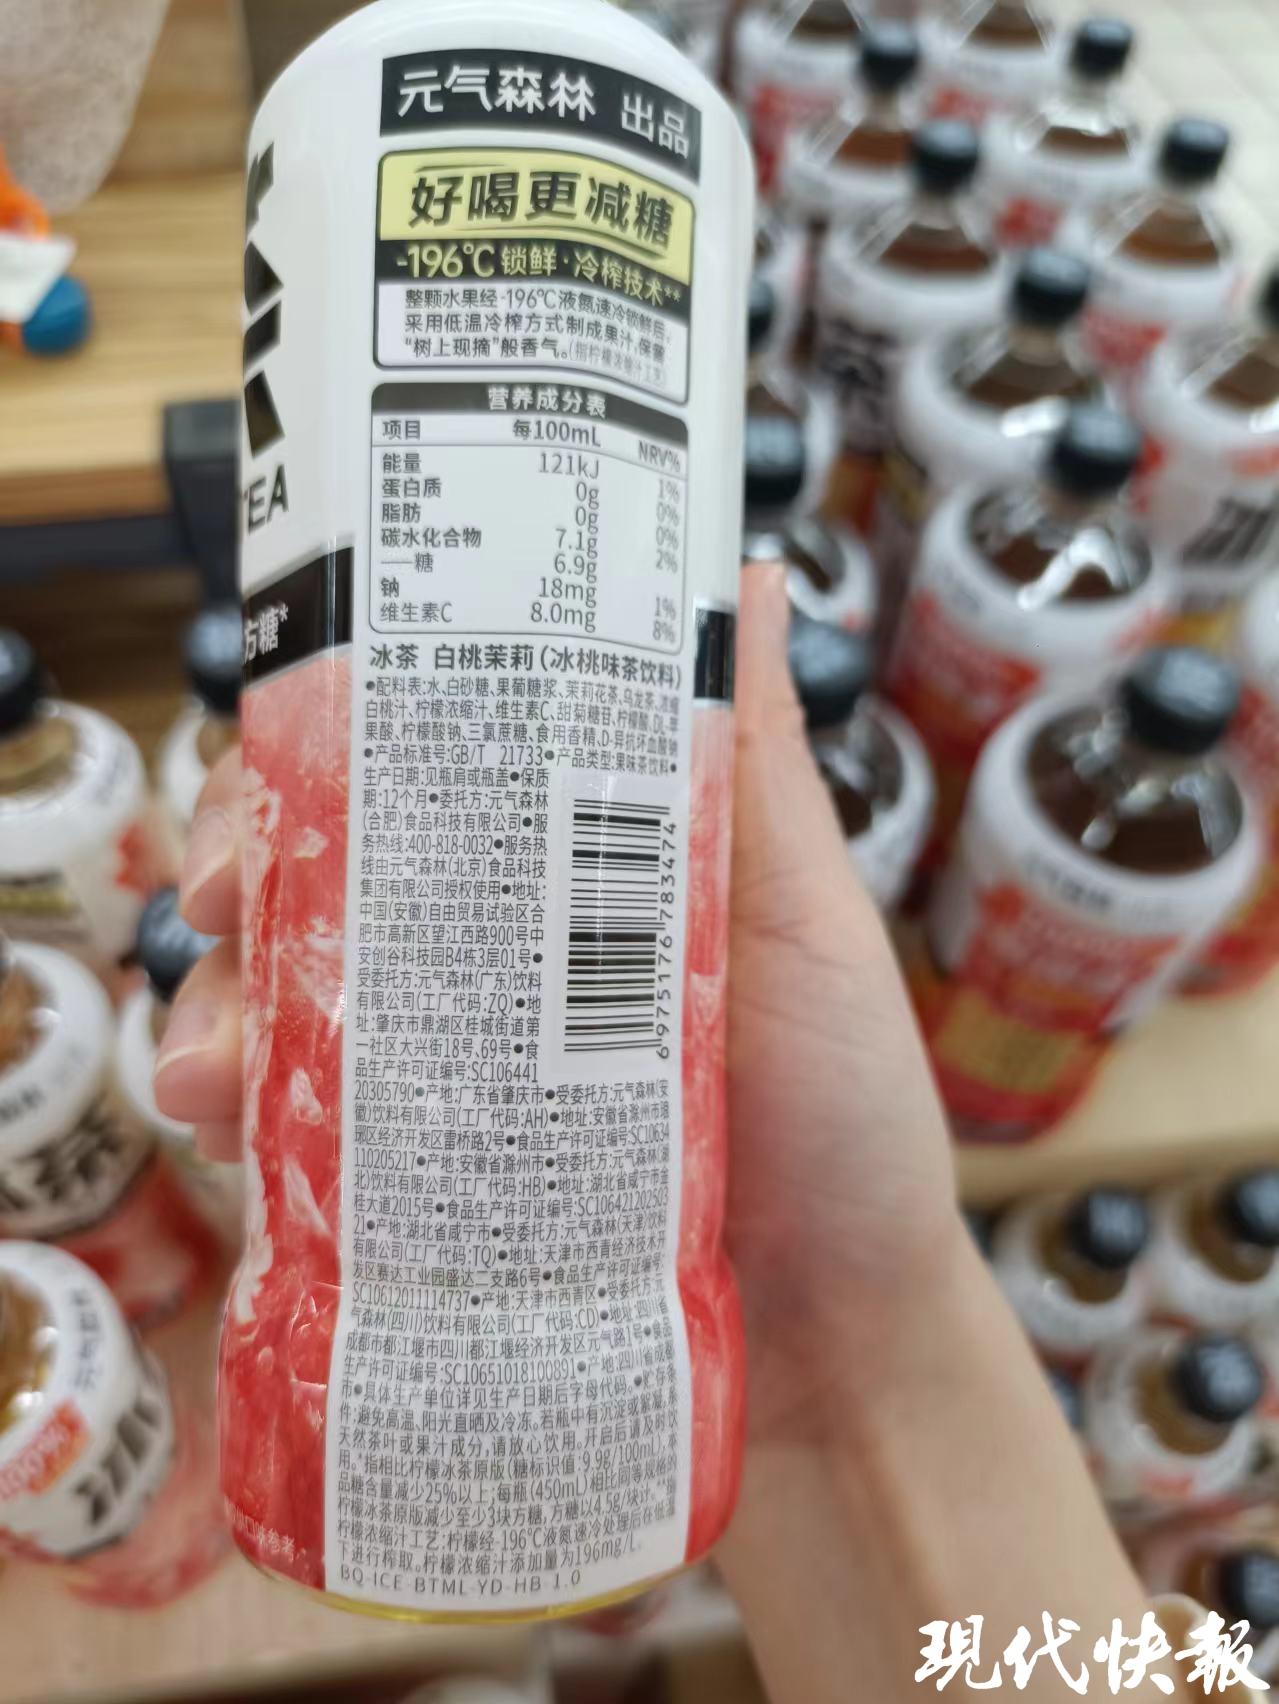 元气森林 出品
好喝更减糖
-196℃锁鲜·冷榨技术**
整颗水果经-196℃液氮速冷锁鲜后,
采用低温冷榨方式制成果汁,保留
“树上现摘”般香气。(指柠檬浓缩汁工艺)
营养成分表
项目 每100mL NRV%
能量 121kJ 1%
蛋白质 0g 0%
脂肪 0g 0%
碳水化合物 7.1g 2%
—糖 6.9g
钠 18mg 1%
维生素C 8.0mg 8%
TEA
方糖*
冰茶 白桃茉莉(冰桃味茶饮料)
●配料表:水、白砂糖、果葡糖浆、茉莉花茶、乌龙茶、浓缩
白桃汁、柠檬浓缩汁、维生素C、甜菊糖苷、柠檬酸、DL-苹
果酸、柠檬酸钠、三氯蔗糖、食用香精、D-异抗坏血酸钠
●产品标准号:GB/T 21733●产品类型:果味茶饮料●
生产日期:见瓶肩或瓶盖●保质
期:12个月●委托方:元气森林
(合肥)食品科技有限公司●服
务热线:400-818-0032●服务热
线由元气森林(北京)食品科技
集团有限公司授权使用●地址:
中国(安徽)自由贸易试验区合
肥市高新区望江西路900号中
安创谷科技园B4栋3层01号●
受委托方:元气森林(广东)饮料
有限公司(工厂代码:ZQ)●地
址:肇庆市鼎湖区桂城街道第
一社区大兴街18号、69号●食
品生产许可证编号:SC106441
20305790●产地:广东省肇庆市●受委托方:元气森林(安
徽)饮料有限公司(工厂代码:AH)●地址:安徽省滁州市琅
琊区经济开发区雷桥路2号●食品生产许可证编号:SC10634
110205217●产地:安徽省滁州市●受委托方:元气森林(湖
北)饮料有限公司(工厂代码:HB)●地址:湖北省咸宁市金
桂大道2015号●食品生产许可证编号:SC106421202503
21●产地:湖北省咸宁市●受委托方:元气森林(天津)饮料
有限公司(工厂代码:TQ)●地址:天津市西青经济技术开
发区赛达工业园盛达二支路6号●食品生产许可证编号:
SC10612011114737●产地:天津市西青区●受委托方:元
气森林(四川)饮料有限公司(工厂代码:CD)●地址:四川省
成都市都江堰市四川都江堰经济开发区元气路1号●食品
生产许可证编号:SC10651018100891●产地:四川省成都
市●具体生产单位详见生产日期后字母代码。●贮存条
件:避免高温、阳光直晒及冷冻。若瓶中有沉淀或絮凝,系
天然茶叶或果汁成分,请放心饮用。开启后请及时饮
用。*指相比柠檬冰茶原版(糖标识值:9.9g/100mL),本
品糖含量减少25%以上;每瓶(450mL)相比同等规格的
柠檬冰茶原版减少至少3块方糖,方糖以4.5g/块计。**指
柠檬浓缩汁工艺:柠檬经-196℃液氮速冷处理后在低温
下进行榨取。柠檬浓缩汁添加量为196mg/L。
BQ-ICE-BTML-YD-HB-1.0
6 975176 783474
口味参考
现代快报